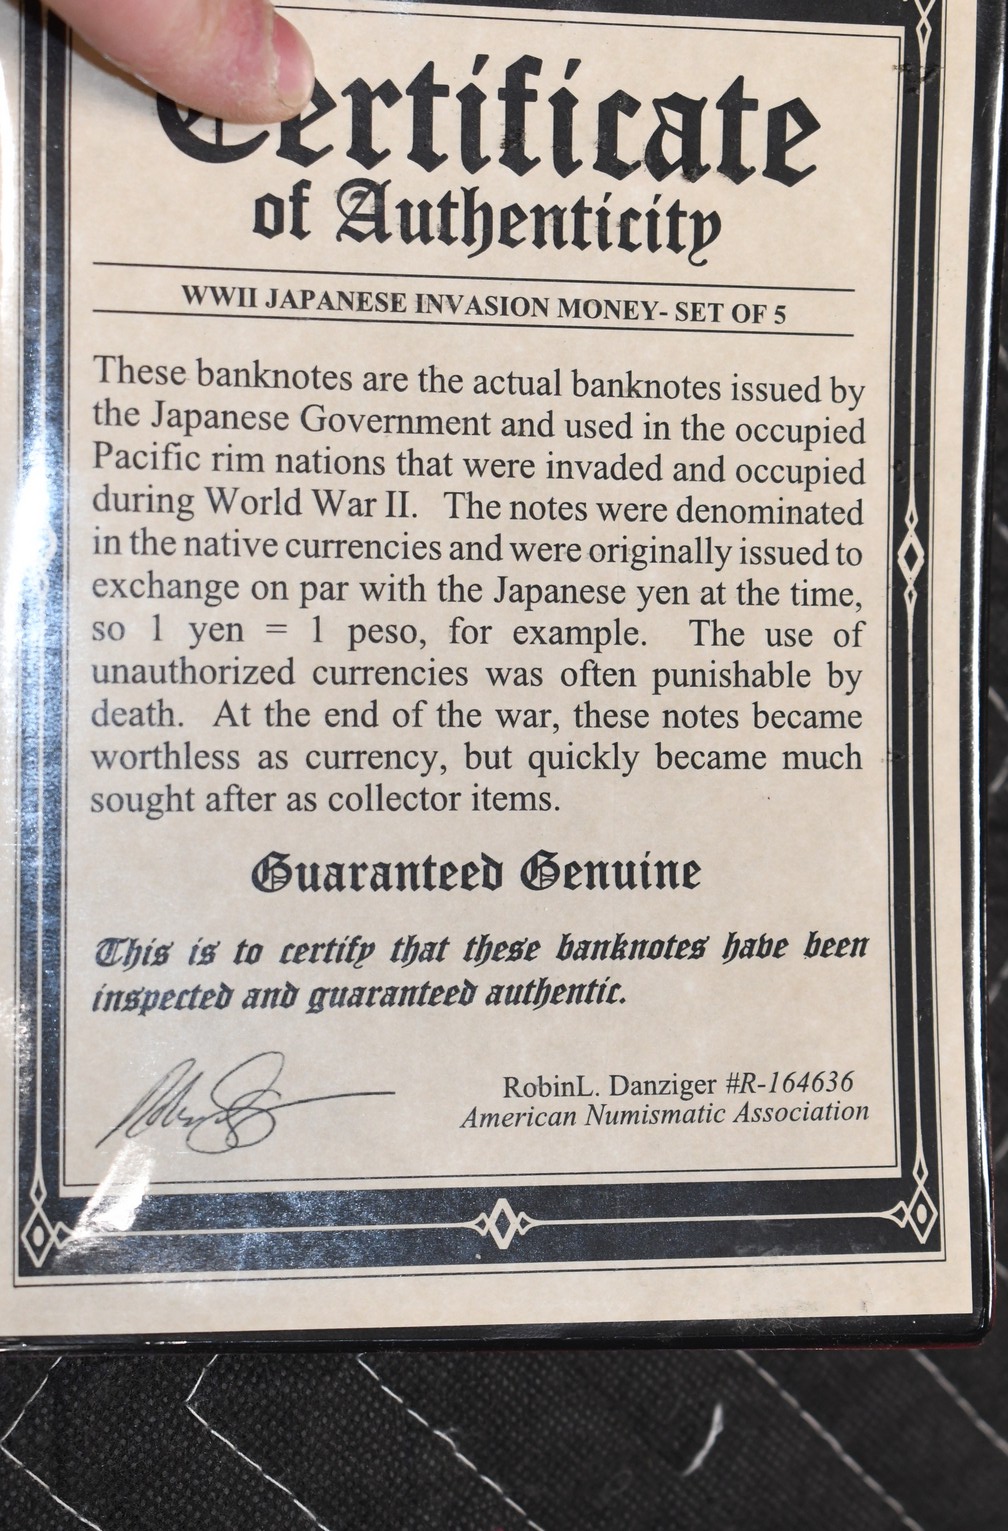 Certificate
of Authenticity
WWII JAPANESE INVASION MONEY- SET OF 5
These banknotes are the actual banknotes issued by
the Japanese Government and used in the occupied
Pacific rim nations that were invaded and occupied
during World War II. The notes were denominated
in the native currencies and were originally issued to
exchange on par with the Japanese yen at the time,
so 1 yen = 1 peso, for example. The use of
unauthorized currencies was often punishable by
death. At the end of the war, these notes became
worthless as currency, but quickly became much
sought after as collector items.
Guaranteed Genuine
This is to certify that these banknotes have been
inspected and guaranteed authentic.
RobinL. Danziger #R-164636
American Numismatic Association